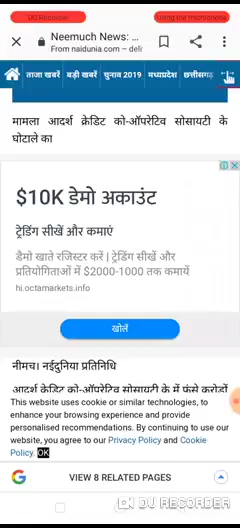 DU Recorder
Using the microphone
Neemuch News: ...
From naidunia.com – deli
ताजा खबरें बड़ी खबरें चुनाव 2019 मध्यप्रदेश छत्तीसगढ़
मामला आदर्श क्रेडिट को-ऑपरेटिव सोसायटी के
घोटाले का
$10K डेमो अकाउंट
ट्रेडिंग सीखें और कमाएं
डैमो खाते रजिस्टर करें | ट्रेडिंग सीखें और
प्रतियोगिताओं में $2000-1000 तक कमायें
hi.octamarkets.info
खोलें
नीमच। नईदुनिया प्रतिनिधि
आदर्श क्रेडिट को-ऑपरेटिव सोसायटी के में फंसे करोड़ों
This website uses cookie or similar technologies, to
enhance your browsing experience and provide
personalised recommendations. By continuing to use our
website, you agree to our Privacy Policy and Cookie
Policy. OK
VIEW 8 RELATED PAGES
DU RECORDER